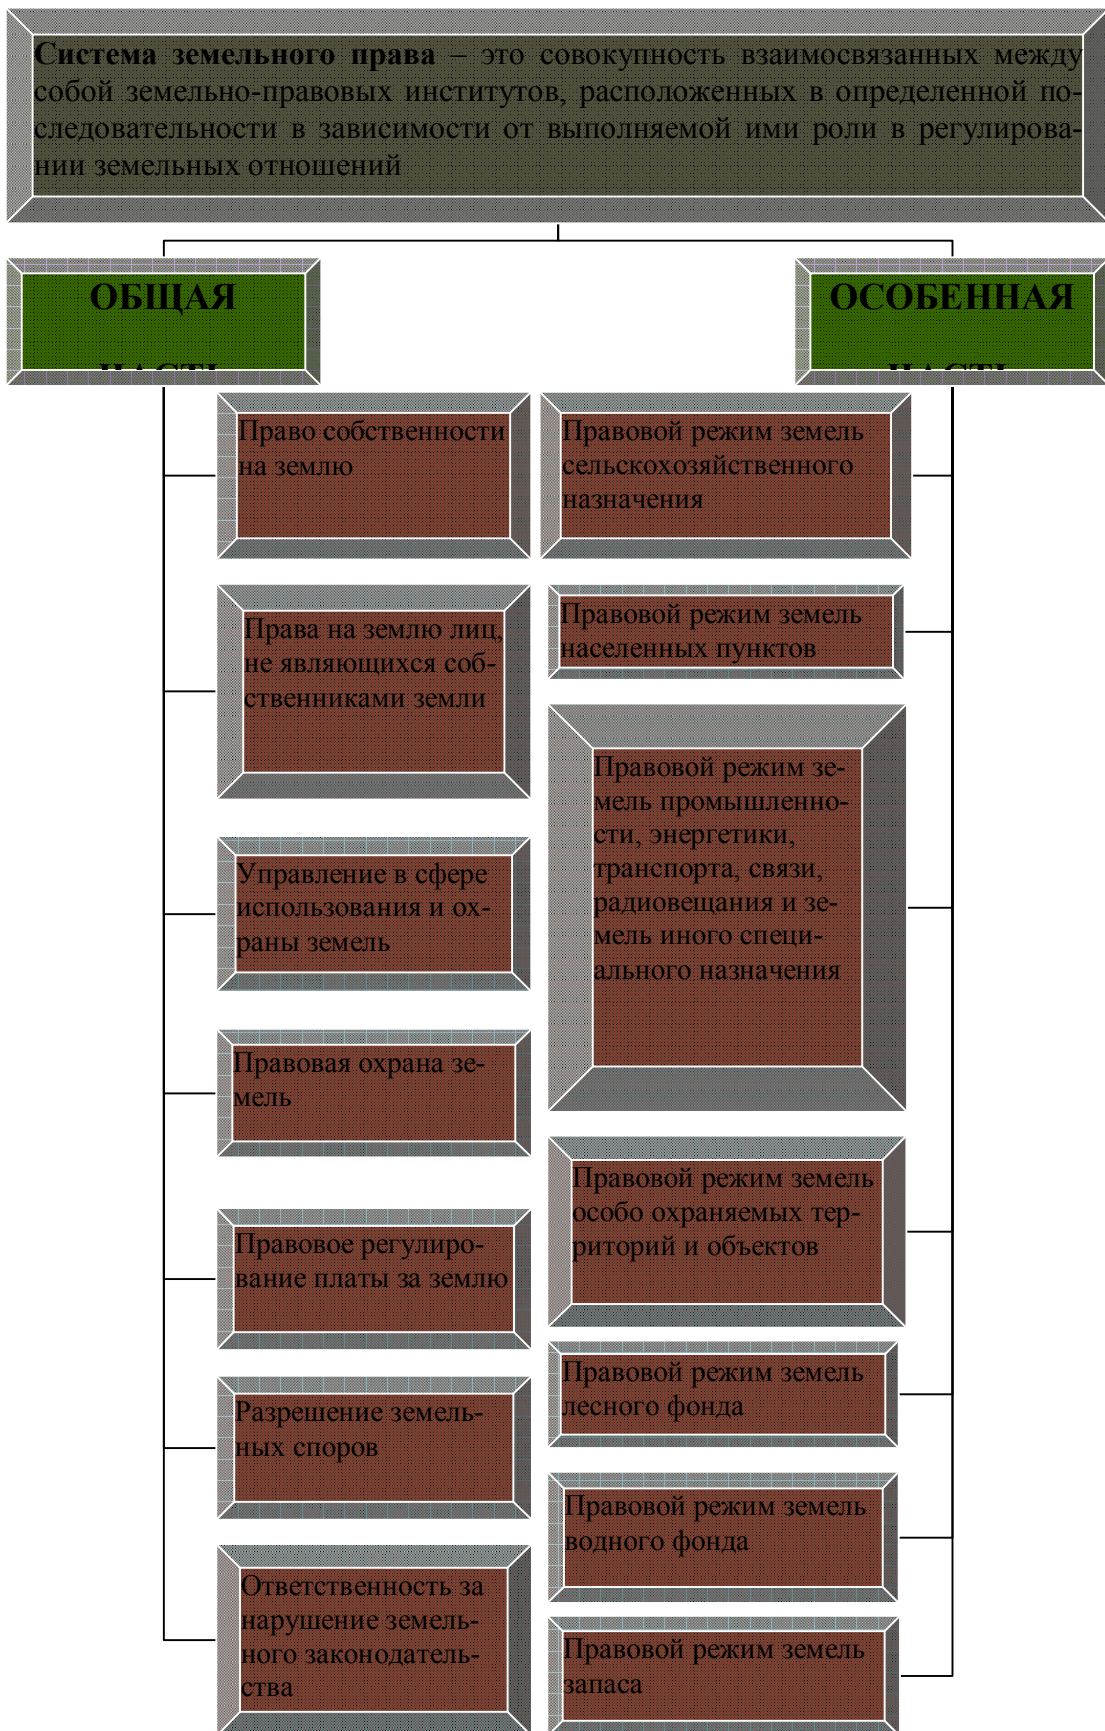 Система земельного права – это совокупность взаимосвязанных между
собой земельно-правовых институтов, расположенных в определенной по-
следовательности в зависимости от выполняемой ими роли в регулирова-
нии земельных отношений
ОБЩАЯ
ЧАСТЬ
Право собственности
на землю
Права на землю лиц,
не являющихся соб-
ственниками земли
Управление в сфере
использования и ох-
раны земель
Правовая охрана зе-
мель
Правовое регулиро-
вание платы за землю
Разрешение земель-
ных споров
Ответственность за
нарушение земель-
ного законодатель-
ства
ОСОБЕННАЯ
ЧАСТЬ
Правовой режим земель
сельскохозяйственного
назначения
Правовой режим земель
населенных пунктов
Правовой режим зе-
мель промышленно-
сти, энергетики,
транспорта, связи,
радиовещания и зе-
мель иного специ-
ального назначения
Правовой режим земель
особо охраняемых тер-
риторий и объектов
Правовой режим земель
лесного фонда
Правовой режим земель
водного фонда
Правовой режим земель
запаса